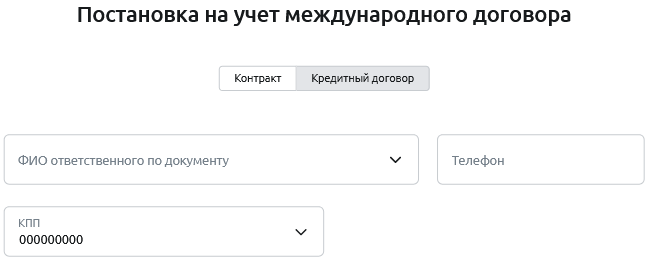 Постановка на учет международного договора
Контракт Кредитный договор
ФИО ответственного по документу Телефон
КПП
000000000